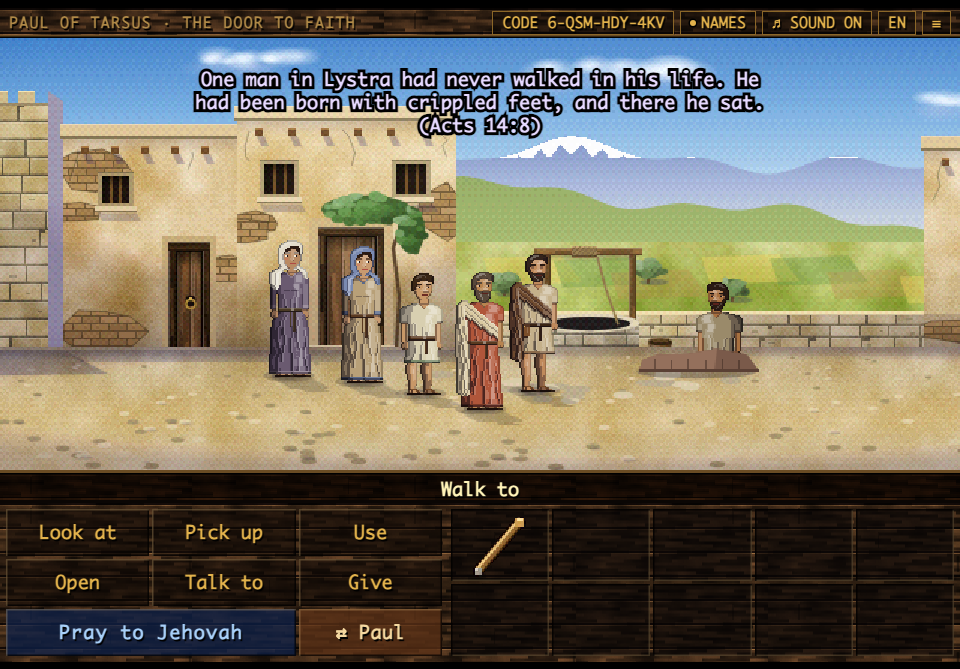 PAUL OF TARSUS · THE DOOR TO FAITH
CODE 6-QSM-HDY-4KV
• NAMES
♬ SOUND ON
EN
≡
One man in Lystra had never walked in his life. He
had been born with crippled feet, and there he sat.
(Acts 14:8)
Walk to
Look at
Pick up
Use
Open
Talk to
Give
Pray to Jehovah
⇄ Paul